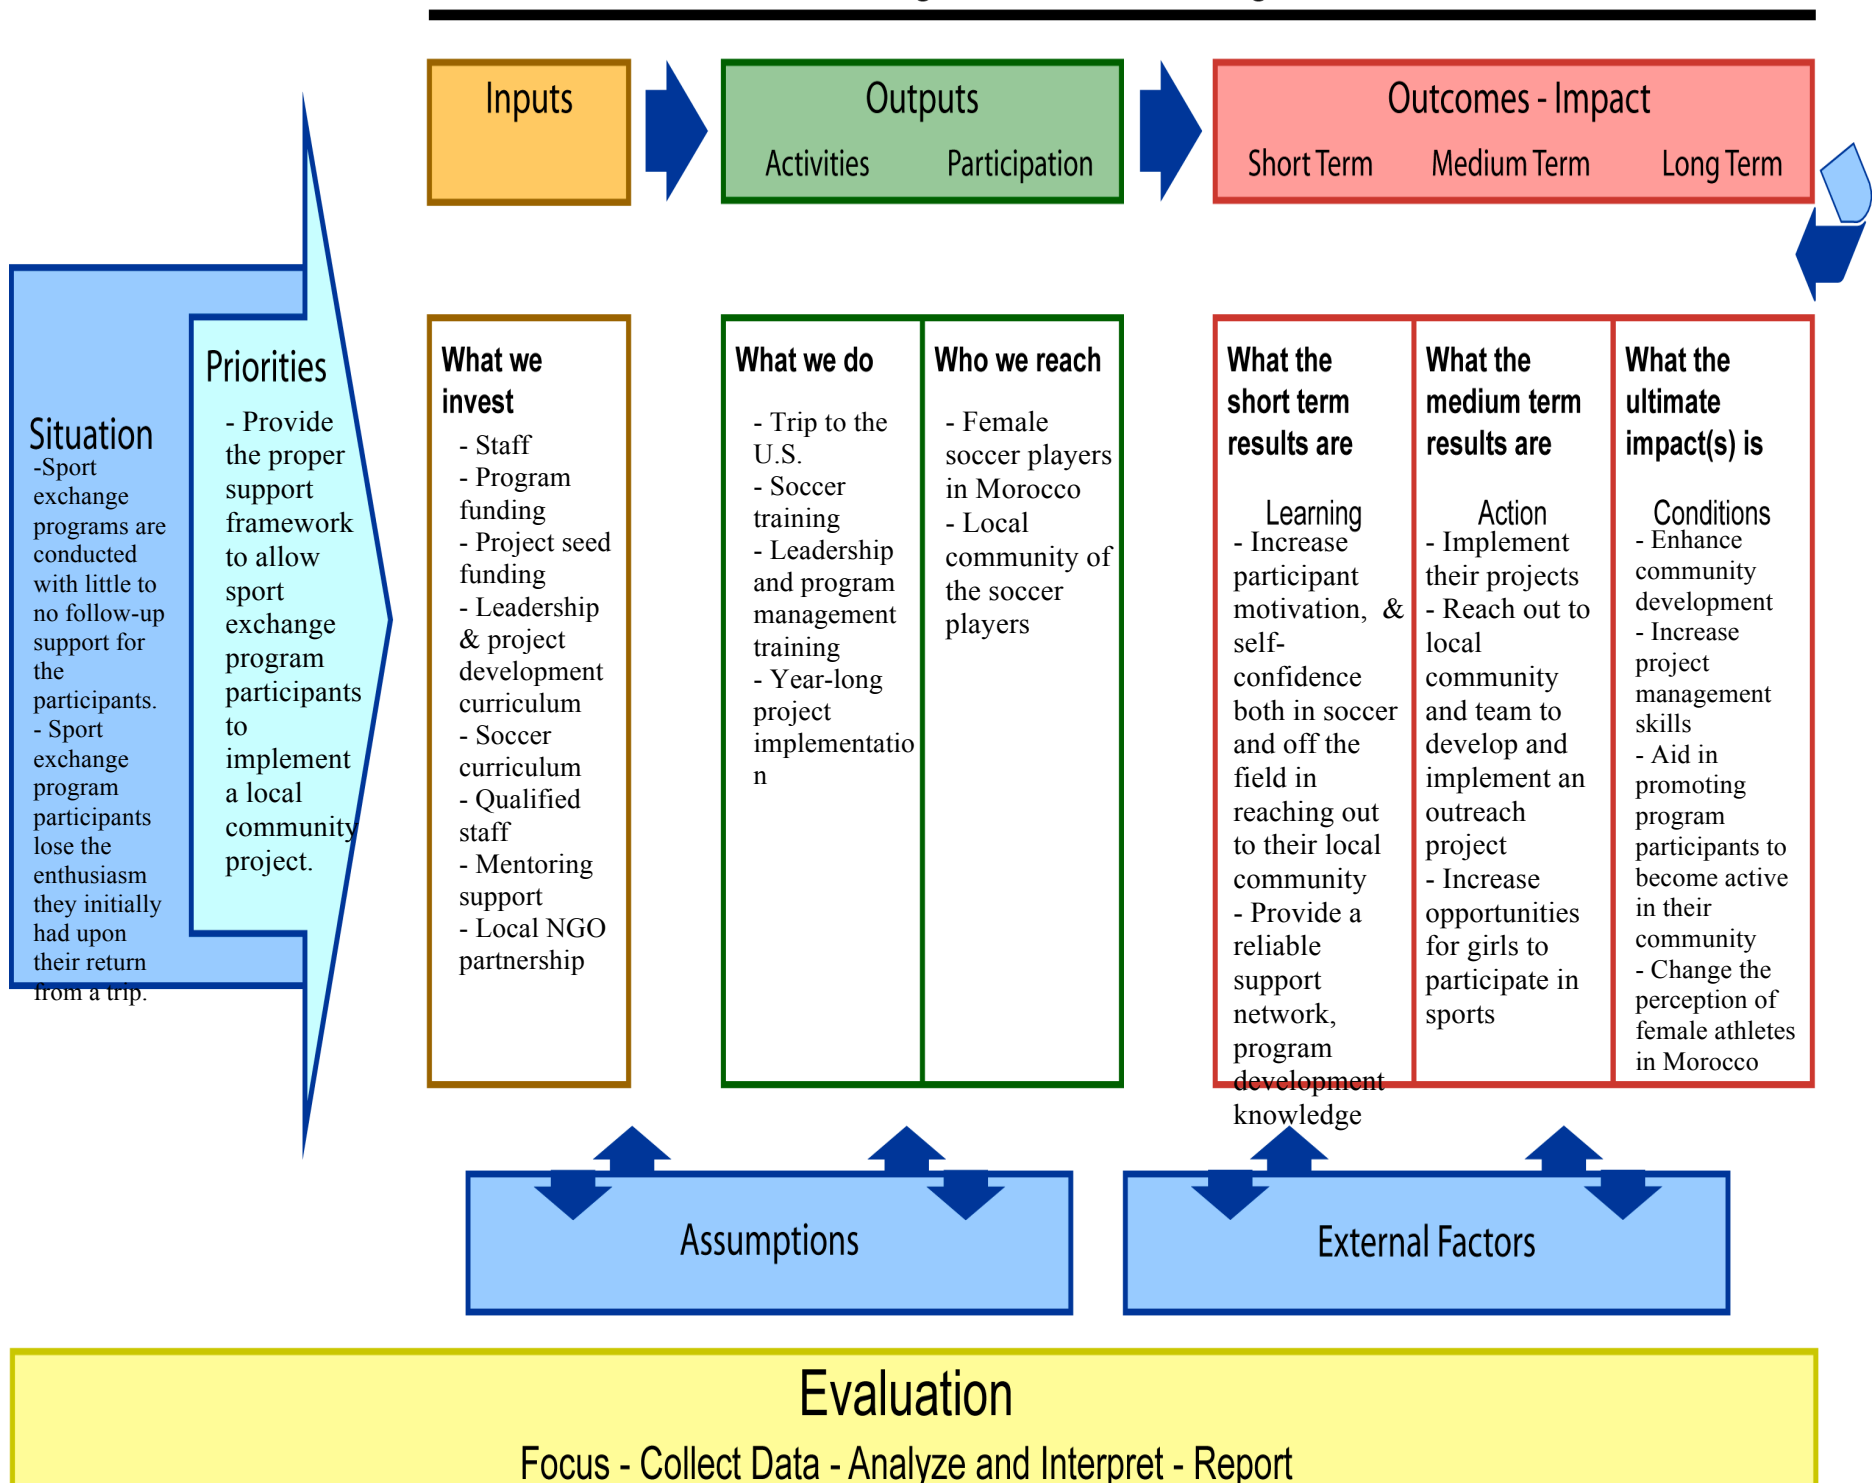 Inputs
Outputs
Activities Participation
Outcomes - Impact
Short Term Medium Term Long Term
Situation
-Sport
exchange
programs are
conducted
with little to
no follow-up
support for
the
participants.
- Sport
exchange
program
participants
lose the
enthusiasm
they initially
had upon
their return
from a trip.
Priorities
- Provide
the proper
support
framework
to allow
sport
exchange
program
participants
to
implement
a local
community
project.
What we
invest
- Staff
- Program
funding
- Project seed
funding
- Leadership
& project
development
curriculum
- Soccer
curriculum
- Qualified
staff
- Mentoring
support
- Local NGO
partnership
What we do
- Trip to the
U.S.
- Soccer
training
- Leadership
and program
management
training
- Year-long
project
implementatio
n
Who we reach
- Female
soccer players
in Morocco
- Local
community of
the soccer
players
What the
short term
results are
Learning
- Increase
participant
motivation, &
self-
confidence
both in soccer
and off the
field in
reaching out
to their local
community
- Provide a
reliable
support
network,
program
development
knowledge
What the
medium term
results are
Action
- Implement
their projects
- Reach out to
local
community
and team to
develop and
implement an
outreach
project
- Increase
opportunities
for girls to
participate in
sports
What the
ultimate
impact(s) is
Conditions
- Enhance
community
development
- Increase
project
management
skills
- Aid in
promoting
program
participants to
become active
in their
community
- Change the
perception of
female athletes
in Morocco
Assumptions
External Factors
Evaluation
Focus - Collect Data - Analyze and Interpret - Report